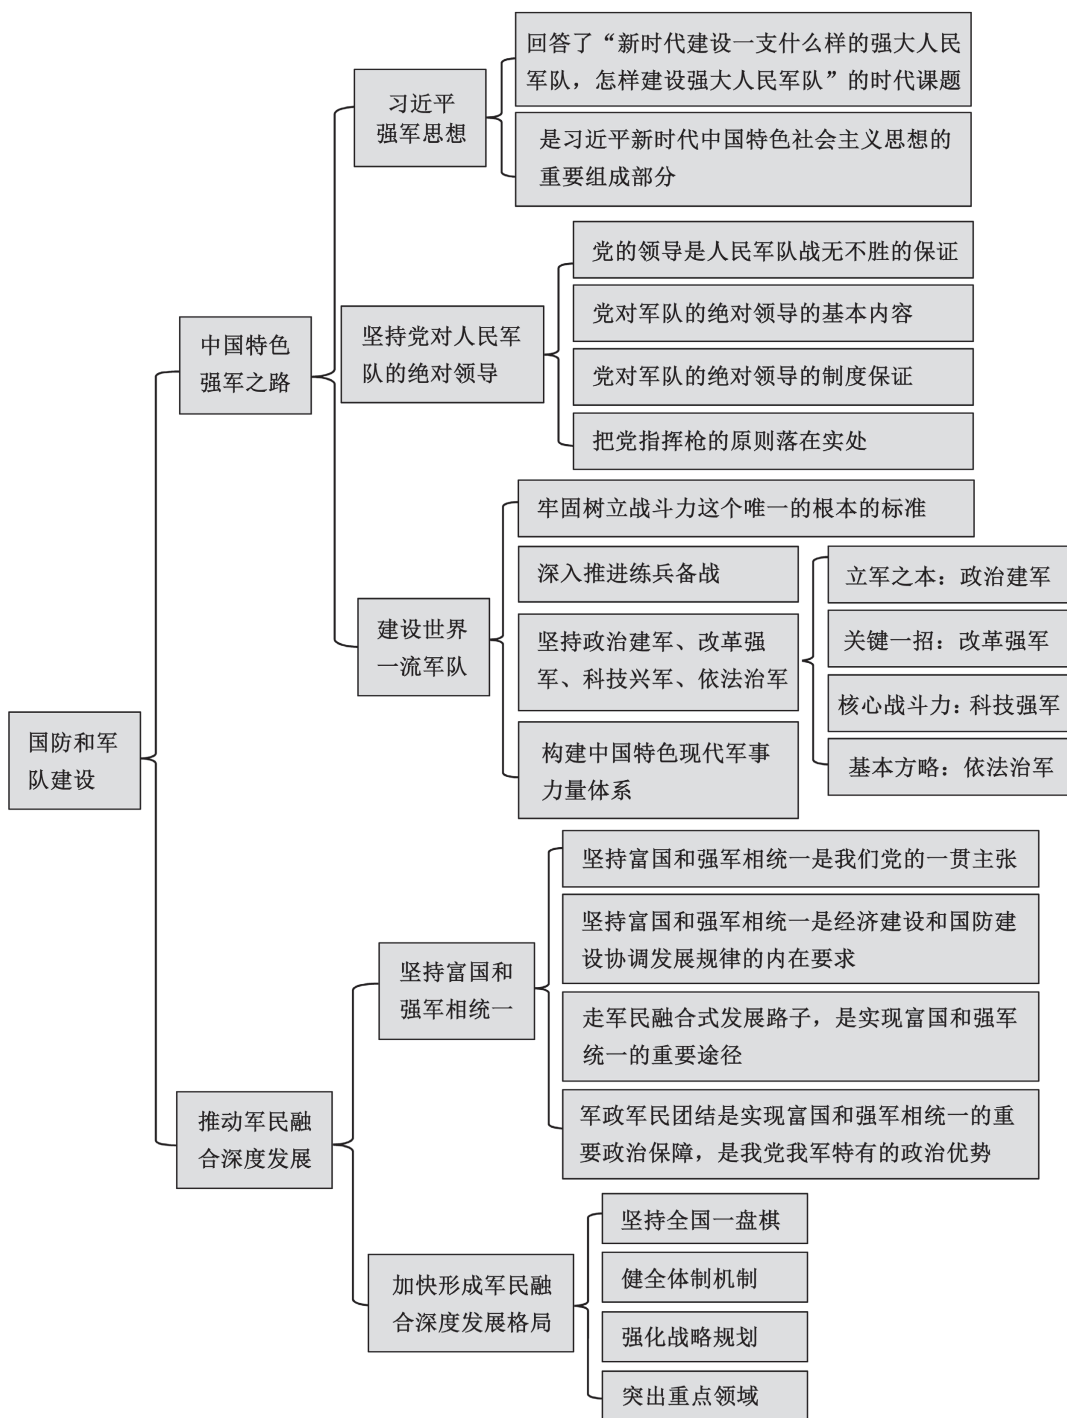 国防和军
队建设
中国特色
强军之路
习近平
强军思想
回答了“新时代建设一支什么样的强大人民
军队，怎样建设强大人民军队”的时代课题
是习近平新时代中国特色社会主义思想的
重要组成部分
坚持党对人民军
队的绝对领导
党的领导是人民军队战无不胜的保证
党对军队的绝对领导的基本内容
党对军队的绝对领导的制度保证
把党指挥枪的原则落在实处
建设世界
一流军队
牢固树立战斗力这个唯一的根本的标准
深入推进练兵备战
坚持政治建军、改革强
军、科技兴军、依法治军
立军之本：政治建军
关键一招：改革强军
核心战斗力：科技强军
基本方略：依法治军
构建中国特色现代军事
力量体系
推动军民融
合深度发展
坚持富国和
强军相统一
坚持富国和强军相统一是我们党的一贯主张
坚持富国和强军相统一是经济建设和国防建
设协调发展规律的内在要求
走军民融合式发展路子，是实现富国和强军
统一的重要途径
军政军民团结是实现富国和强军相统一的重
要政治保障，是我党我军特有的政治优势
加快形成军民融
合深度发展格局
坚持全国一盘棋
健全体制机制
强化战略规划
突出重点领域